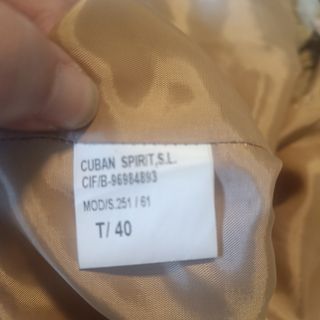 CUBAN SPIRIT,S.L.
CIF/B-96984893
MOD/S.251 / 61
T/ 40